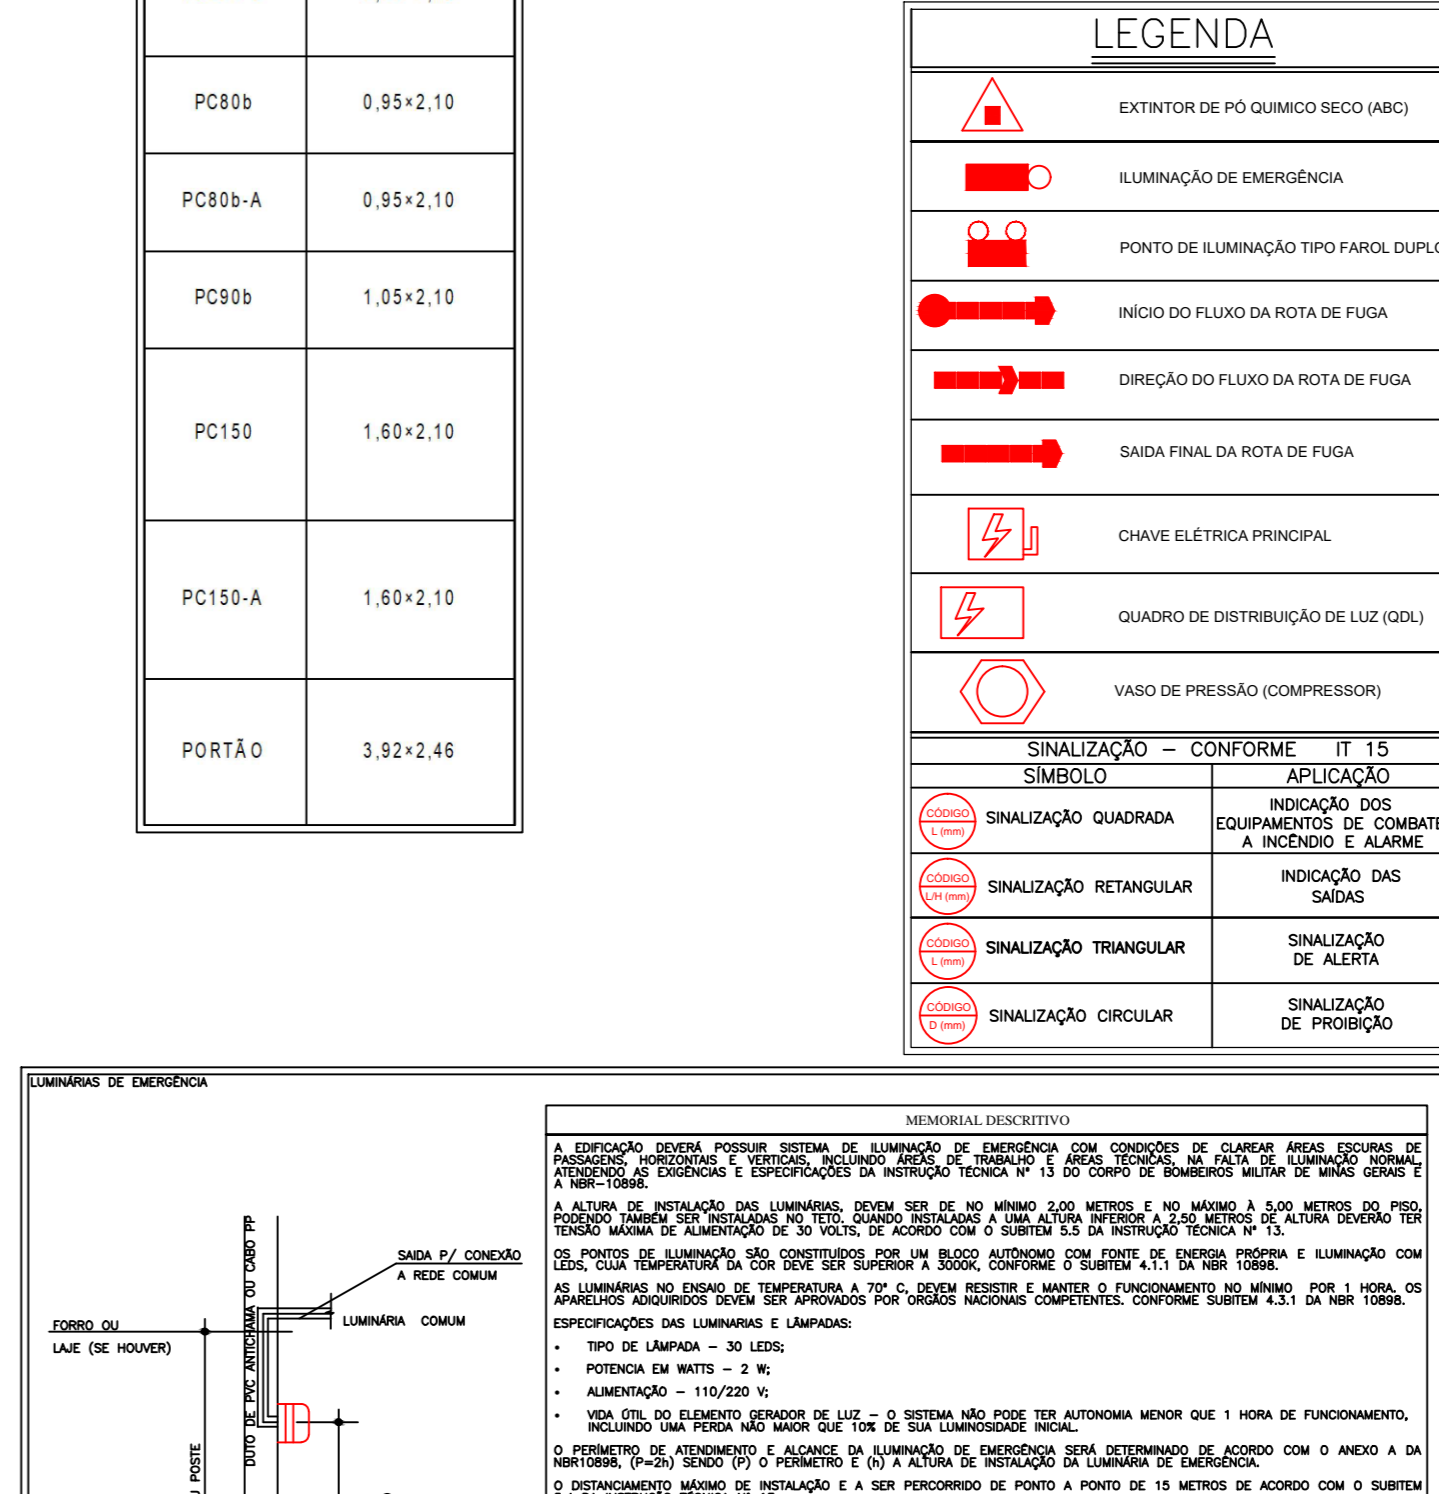 PC80b 0,95×2,10
PC80b-A 0,95×2,10
PC90b 1,05×2,10
PC150 1,60×2,10
PC150-A 1,60×2,10
PORTÃO 3,92×2,46
LEGENDA
EXTINTOR DE PÓ QUIMICO SECO (ABC)
ILUMINAÇÃO DE EMERGÊNCIA
PONTO DE ILUMINAÇÃO TIPO FAROL DUPLO
INÍCIO DO FLUXO DA ROTA DE FUGA
DIREÇÃO DO FLUXO DA ROTA DE FUGA
SAIDA FINAL DA ROTA DE FUGA
CHAVE ELÉTRICA PRINCIPAL
QUADRO DE DISTRIBUIÇÃO DE LUZ (QDL)
VASO DE PRESSÃO (COMPRESSOR)
SINALIZAÇÃO – CONFORME IT 15
SÍMBOLO APLICAÇÃO
CÓDIGO
L (mm)
SINALIZAÇÃO QUADRADA
INDICAÇÃO DOS
EQUIPAMENTOS DE COMBATE
A INCÊNDIO E ALARME
CÓDIGO
L/H (mm)
SINALIZAÇÃO RETANGULAR
INDICAÇÃO DAS
SAÍDAS
CÓDIGO
L (mm)
SINALIZAÇÃO TRIANGULAR
SINALIZAÇÃO
DE ALERTA
CÓDIGO
D (mm)
SINALIZAÇÃO CIRCULAR
SINALIZAÇÃO
DE PROIBIÇÃO
LUMINÁRIAS DE EMERGÊNCIA
SAIDA P/ CONEXÃO
A REDE COMUM
LUMINÁRIA COMUM
FORRO OU
LAJE (SE HOUVER)
DUTO DE PVC ANTICHAMA OU CABO PP
POSTE
MEMORIAL DESCRITIVO
A EDIFICAÇÃO DEVERÁ POSSUIR SISTEMA DE ILUMINAÇÃO DE EMERGÊNCIA COM CONDIÇÕES DE CLAREAR ÁREAS ESCURAS DE
PASSAGENS, HORIZONTAIS E VERTICAIS, INCLUINDO ÁREAS DE TRABALHO E ÁREAS TÉCNICAS, NA FALTA DE ILUMINAÇÃO NORMAL,
ATENDENDO AS EXIGÊNCIAS E ESPECIFICAÇÕES DA INSTRUÇÃO TÉCNICA N° 13 DO CORPO DE BOMBEIROS MILITAR DE MINAS GERAIS E
A NBR–10898.
A ALTURA DE INSTALAÇÃO DAS LUMINÁRIAS, DEVEM SER DE NO MÍNIMO 2,00 METROS E NO MÁXIMO À 5,00 METROS DO PISO,
PODENDO TAMBÉM SER INSTALADAS NO TETO. QUANDO INSTALADAS A UMA ALTURA INFERIOR A 2,50 METROS DE ALTURA DEVERÃO TER
TENSÃO MÁXIMA DE ALIMENTAÇÃO DE 30 VOLTS, DE ACORDO COM O SUBITEM 5.5 DA INSTRUÇÃO TÉCNICA N° 13.
OS PONTOS DE ILUMINAÇÃO SÃO CONSTITUÍDOS POR UM BLOCO AUTÔNOMO COM FONTE DE ENERGIA PRÓPRIA E ILUMINAÇÃO COM
LEDS, CUJA TEMPERATURA DA COR DEVE SER SUPERIOR A 3000K, CONFORME O SUBITEM 4.1.1 DA NBR 10898.
AS LUMINÁRIAS NO ENSAIO DE TEMPERATURA A 70° C, DEVEM RESISTIR E MANTER O FUNCIONAMENTO NO MÍNIMO POR 1 HORA. OS
APARELHOS ADIQUIRIDOS DEVEM SER APROVADOS POR ORGÃOS NACIONAIS COMPETENTES. CONFORME SUBITEM 4.3.1 DA NBR 10898.
ESPECIFICAÇÕES DAS LUMINARIAS E LÂMPADAS:
• TIPO DE LÂMPADA – 30 LEDS;
• POTENCIA EM WATTS – 2 W;
• ALIMENTAÇÃO – 110/220 V;
• VIDA ÚTIL DO ELEMENTO GERADOR DE LUZ – O SISTEMA NÃO PODE TER AUTONOMIA MENOR QUE 1 HORA DE FUNCIONAMENTO,
INCLUINDO UMA PERDA NÃO MAIOR QUE 10% DE SUA LUMINOSIDADE INICIAL.
O PERÍMETRO DE ATENDIMENTO E ALCANCE DA ILUMINAÇÃO DE EMERGÊNCIA SERÁ DETERMINADO DE ACORDO COM O ANEXO A DA
NBR10898, (P=2h) SENDO (P) O PERÍMETRO E (h) A ALTURA DE INSTALAÇÃO DA LUMINÁRIA DE EMERGÊNCIA.
O DISTANCIAMENTO MÁXIMO DE INSTALAÇÃO E A SER PERCORRIDO DE PONTO A PONTO DE 15 METROS DE ACORDO COM O SUBITEM